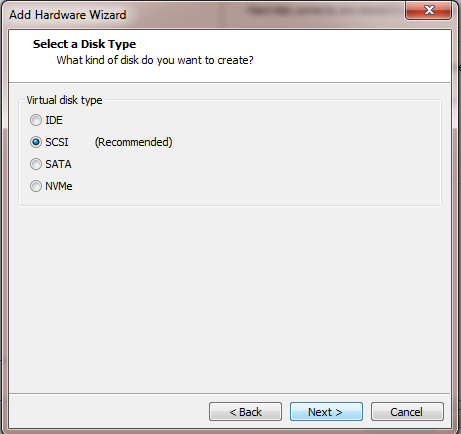 Add Hardware Wizard
Select a Disk Type
What kind of disk do you want to create?
Virtual disk type
IDE
SCSI (Recommended)
SATA
NVMe
< Back Next > Cancel